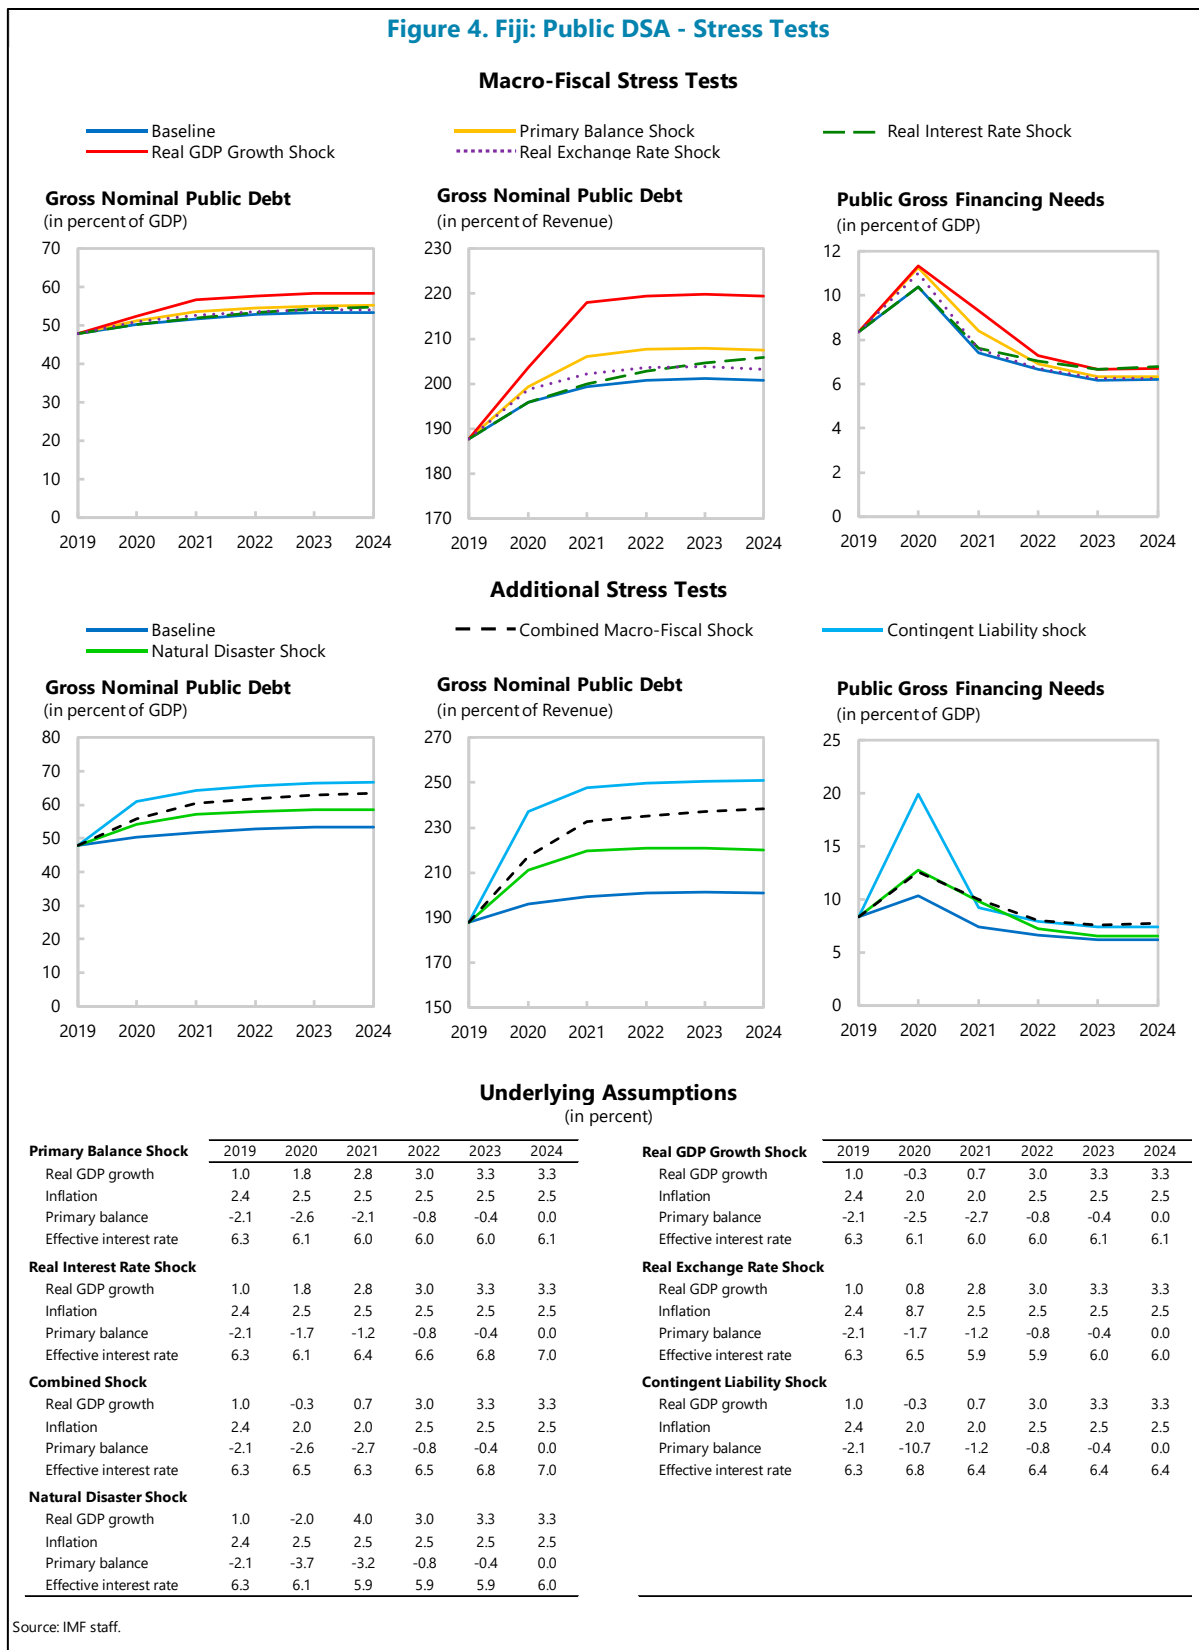 Figure 4. Fiji: Public DSA - Stress Tests
Macro-Fiscal Stress Tests
Baseline
Primary Balance Shock
Real Interest Rate Shock
Real GDP Growth Shock
Real Exchange Rate Shock
Gross Nominal Public Debt
(in percent of GDP)
70
60
50
40
30
20
10
0
2019 2020 2021 2022 2023 2024
Gross Nominal Public Debt
(in percent of Revenue)
230
220
210
200
190
180
170
2019 2020 2021 2022 2023 2024
Public Gross Financing Needs
(in percent of GDP)
12
10
8
6
4
2
0
2019 2020 2021 2022 2023 2024
Additional Stress Tests
Baseline
Combined Macro-Fiscal Shock
Contingent Liability shock
Natural Disaster Shock
Gross Nominal Public Debt
(in percent of GDP)
80
70
60
50
40
30
20
10
0
2019 2020 2021 2022 2023 2024
Gross Nominal Public Debt
(in percent of Revenue)
270
250
230
210
190
170
150
2019 2020 2021 2022 2023 2024
Public Gross Financing Needs
(in percent of GDP)
25
20
15
10
5
0
2019 2020 2021 2022 2023 2024
Underlying Assumptions
(in percent)
Primary Balance Shock 2019 2020 2021 2022 2023 2024
Real GDP growth 1.0 1.8 2.8 3.0 3.3 3.3
Inflation 2.4 2.5 2.5 2.5 2.5 2.5
Primary balance -2.1 -2.6 -2.1 -0.8 -0.4 0.0
Effective interest rate 6.3 6.1 6.0 6.0 6.0 6.1
Real Interest Rate Shock
Real GDP growth 1.0 1.8 2.8 3.0 3.3 3.3
Inflation 2.4 2.5 2.5 2.5 2.5 2.5
Primary balance -2.1 -1.7 -1.2 -0.8 -0.4 0.0
Effective interest rate 6.3 6.1 6.4 6.6 6.8 7.0
Combined Shock
Real GDP growth 1.0 -0.3 0.7 3.0 3.3 3.3
Inflation 2.4 2.0 2.0 2.5 2.5 2.5
Primary balance -2.1 -2.6 -2.7 -0.8 -0.4 0.0
Effective interest rate 6.3 6.5 6.3 6.5 6.8 7.0
Natural Disaster Shock
Real GDP growth 1.0 -2.0 4.0 3.0 3.3 3.3
Inflation 2.4 2.5 2.5 2.5 2.5 2.5
Primary balance -2.1 -3.7 -3.2 -0.8 -0.4 0.0
Effective interest rate 6.3 6.1 5.9 5.9 5.9 6.0
Real GDP Growth Shock 2019 2020 2021 2022 2023 2024
Real GDP growth 1.0 -0.3 0.7 3.0 3.3 3.3
Inflation 2.4 2.0 2.0 2.5 2.5 2.5
Primary balance -2.1 -2.5 -2.7 -0.8 -0.4 0.0
Effective interest rate 6.3 6.1 6.0 6.0 6.1 6.1
Real Exchange Rate Shock
Real GDP growth 1.0 0.8 2.8 3.0 3.3 3.3
Inflation 2.4 8.7 2.5 2.5 2.5 2.5
Primary balance -2.1 -1.7 -1.2 -0.8 -0.4 0.0
Effective interest rate 6.3 6.5 5.9 5.9 6.0 6.0
Contingent Liability Shock
Real GDP growth 1.0 -0.3 0.7 3.0 3.3 3.3
Inflation 2.4 2.0 2.0 2.5 2.5 2.5
Primary balance -2.1 -10.7 -1.2 -0.8 -0.4 0.0
Effective interest rate 6.3 6.8 6.4 6.4 6.4 6.4
Source: IMF staff.